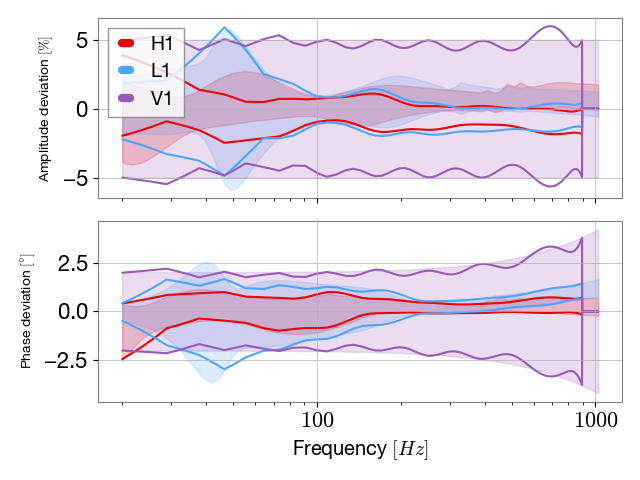 Amplitude deviation [%]
5
0
−5
H1
L1
V1
Phase deviation [°]
2.5
0.0
−2.5
100
1000
Frequency [Hz]